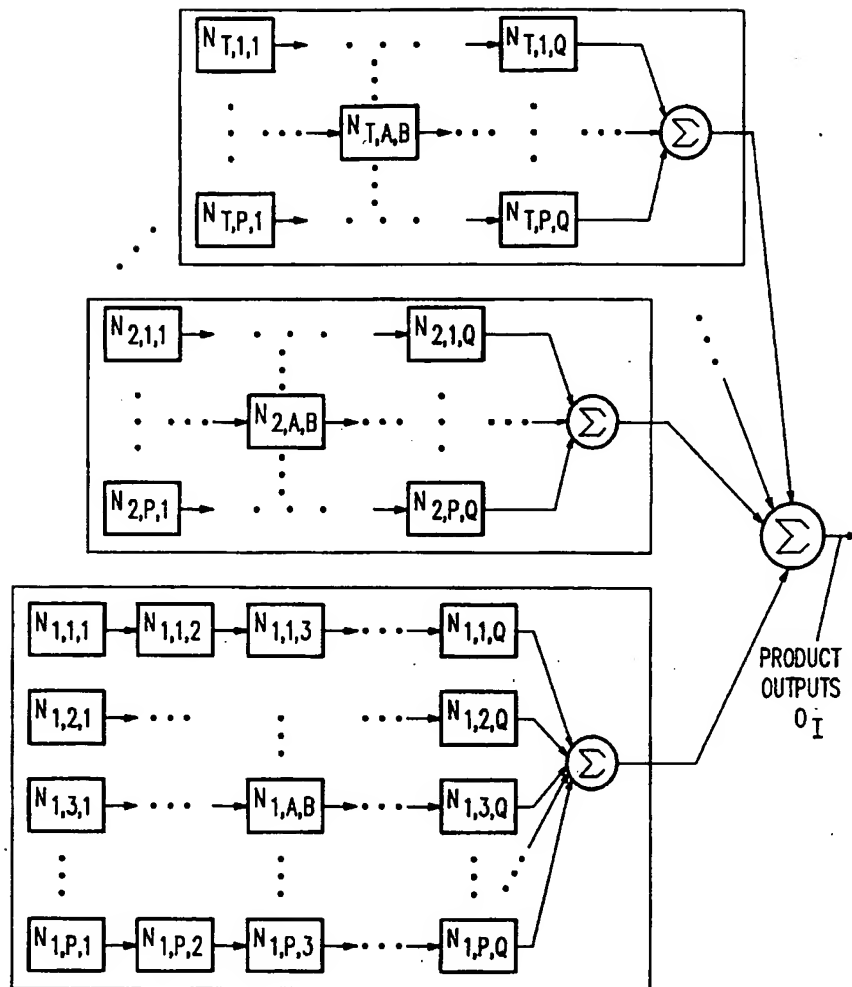 N T,1,1 N T,1,Q
N T,A,B Σ
N T,P,1 N T,P,Q
N 2,1,1 N 2,1,Q
N 2,A,B Σ
N 2,P,1 N 2,P,Q
Σ
N 1,1,1 N 1,1,2 N 1,1,3 N 1,1,Q
PRODUCT
OUTPUTS
O I
N 1,2,1 N 1,2,Q
Σ
N 1,3,1 N 1,A,B N 1,3,Q
N 1,P,1 N 1,P,2 N 1,P,3 N 1,P,Q